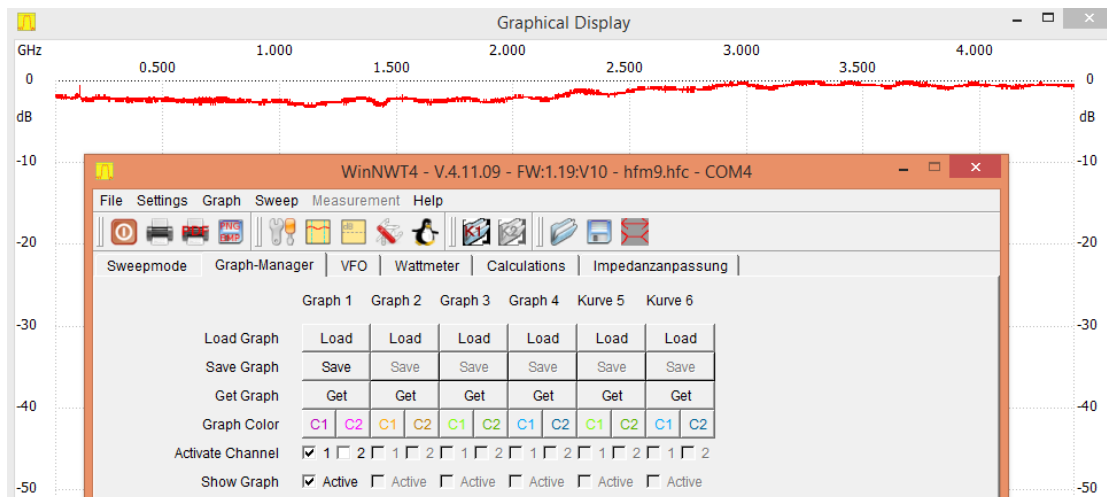 Graphical Display
GHz 1.000 2.000 3.000 4.000
0.500 1.500 2.500 3.500
0 0
dB dB
-10 -10
WinNWT4 - V.4.11.09 - FW:1.19:V10 - hfm9.hfc - COM4
File Settings Graph Sweep Measurement Help
PDF PNG BMP dB K1 K2
-20 -20
Sweepmode Graph-Manager VFO Wattmeter Calculations Impedanzanpassung
Graph 1 Graph 2 Graph 3 Graph 4 Kurve 5 Kurve 6
-30 -30
Load Graph Load Load Load Load Load Load
Save Graph Save Save Save Save Save Save
Get Graph Get Get Get Get Get Get
-40 -40
Graph Color C1 C2 C1 C2 C1 C2 C1 C2 C1 C2 C1 C2
Activate Channel 1 2 1 2 1 2 1 2 1 2 1 2
Show Graph Active Active Active Active Active Active
-50 -50